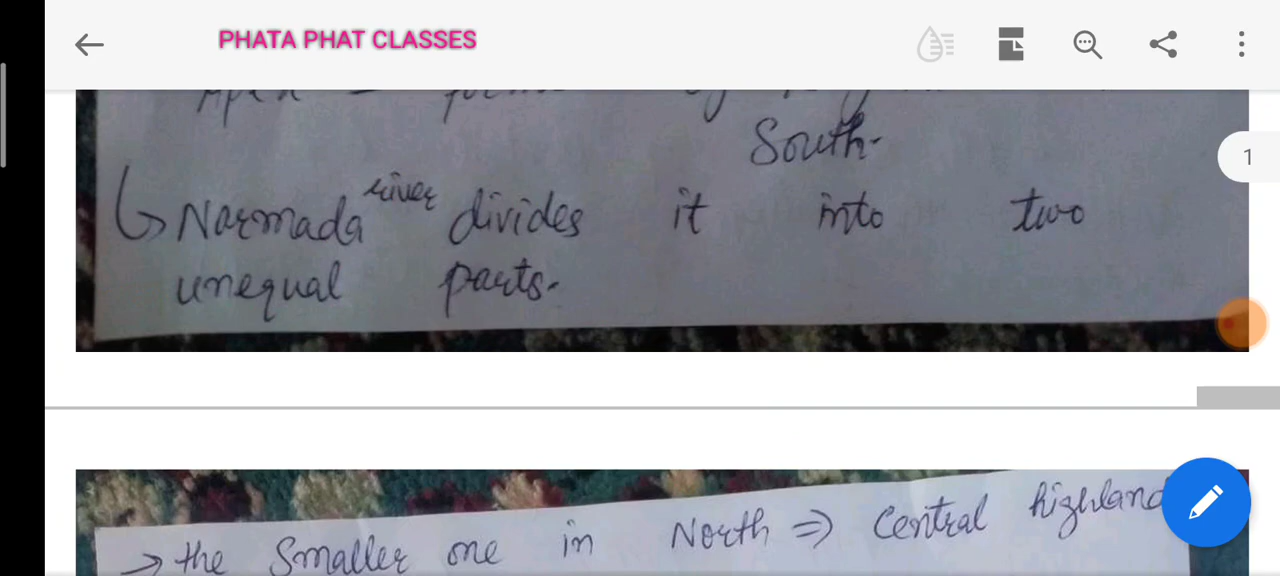 PHATA PHAT CLASSES
South.
1
↳ Narmada river divides it into two
unequal parts.
→ the Smaller one in North ⇒ Central highland